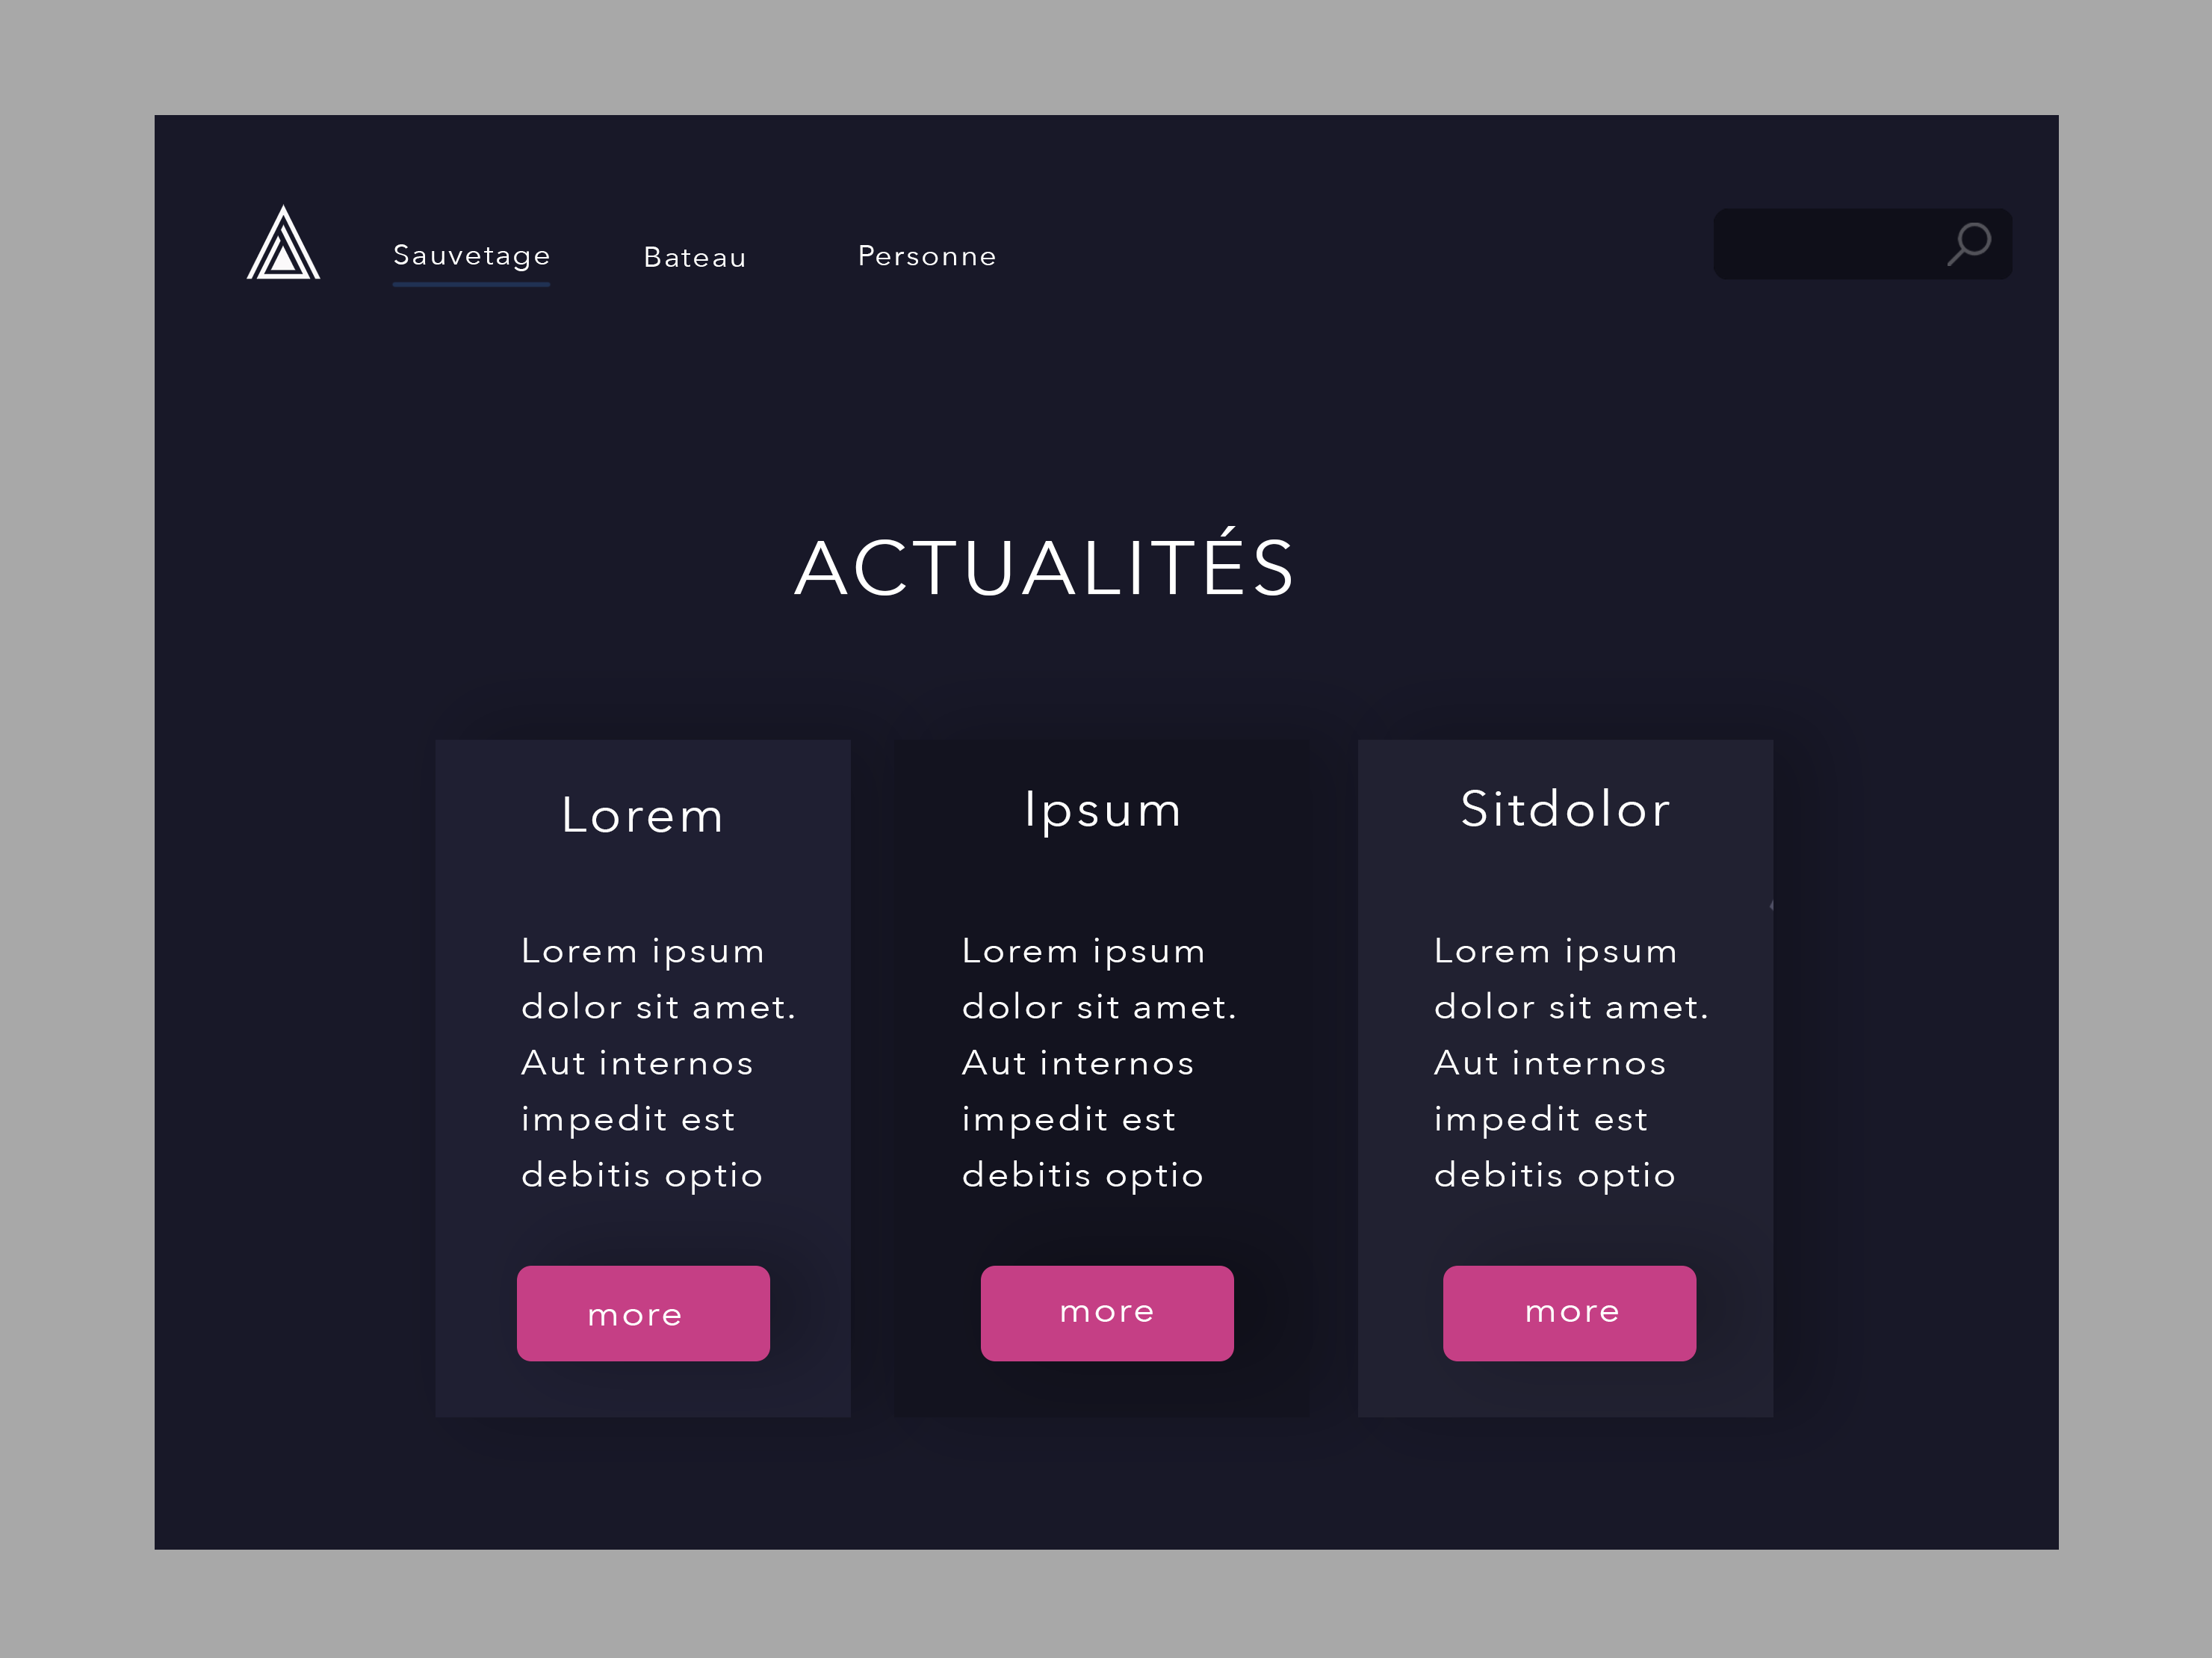 Sauvetage
Bateau
Personne
ACTUALITÉS
Lorem
Lorem ipsum
dolor sit amet.
Aut internos
impedit est
debitis optio
more
Ipsum
Lorem ipsum
dolor sit amet.
Aut internos
impedit est
debitis optio
more
Sitdolor
Lorem ipsum
dolor sit amet.
Aut internos
impedit est
debitis optio
more